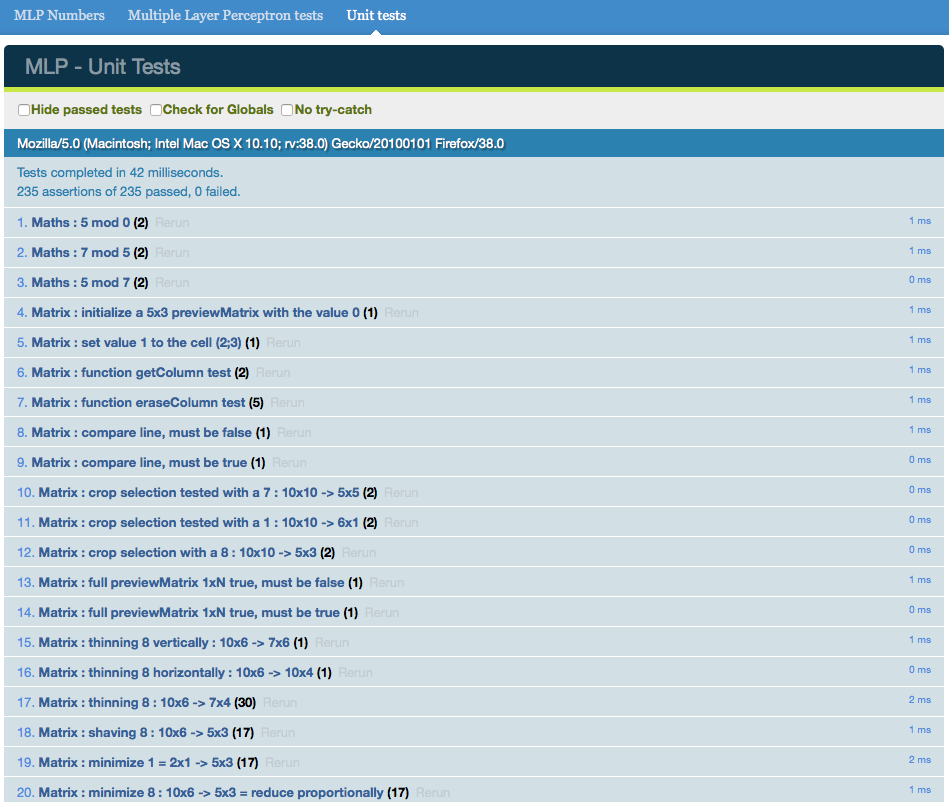 MLP Numbers Multiple Layer Perceptron tests Unit tests
MLP - Unit Tests
Hide passed tests Check for Globals No try-catch
Mozilla/5.0 (Macintosh; Intel Mac OS X 10.10; rv:38.0) Gecko/20100101 Firefox/38.0
Tests completed in 42 milliseconds.
235 assertions of 235 passed, 0 failed.
1. Maths : 5 mod 0 (2) Rerun 1 ms
2. Maths : 7 mod 5 (2) Rerun 1 ms
3. Maths : 5 mod 7 (2) Rerun 0 ms
4. Matrix : initialize a 5x3 previewMatrix with the value 0 (1) Rerun 1 ms
5. Matrix : set value 1 to the cell (2;3) (1) Rerun 1 ms
6. Matrix : function getColumn test (2) Rerun 1 ms
7. Matrix : function eraseColumn test (5) Rerun 1 ms
8. Matrix : compare line, must be false (1) Rerun 1 ms
9. Matrix : compare line, must be true (1) Rerun 0 ms
10. Matrix : crop selection tested with a 7 : 10x10 -> 5x5 (2) Rerun 0 ms
11. Matrix : crop selection tested with a 1 : 10x10 -> 6x1 (2) Rerun 0 ms
12. Matrix : crop selection with a 8 : 10x10 -> 5x3 (2) Rerun 0 ms
13. Matrix : full previewMatrix 1xN true, must be false (1) Rerun 1 ms
14. Matrix : full previewMatrix 1xN true, must be true (1) Rerun 0 ms
15. Matrix : thinning 8 vertically : 10x6 -> 7x6 (1) Rerun 1 ms
16. Matrix : thinning 8 horizontally : 10x6 -> 10x4 (1) Rerun 0 ms
17. Matrix : thinning 8 : 10x6 -> 7x4 (30) Rerun 2 ms
18. Matrix : shaving 8 : 10x6 -> 5x3 (17) Rerun 1 ms
19. Matrix : minimize 1 = 2x1 -> 5x3 (17) Rerun 2 ms
20. Matrix : minimize 8 : 10x6 -> 5x3 = reduce proportionally (17) Rerun 1 ms